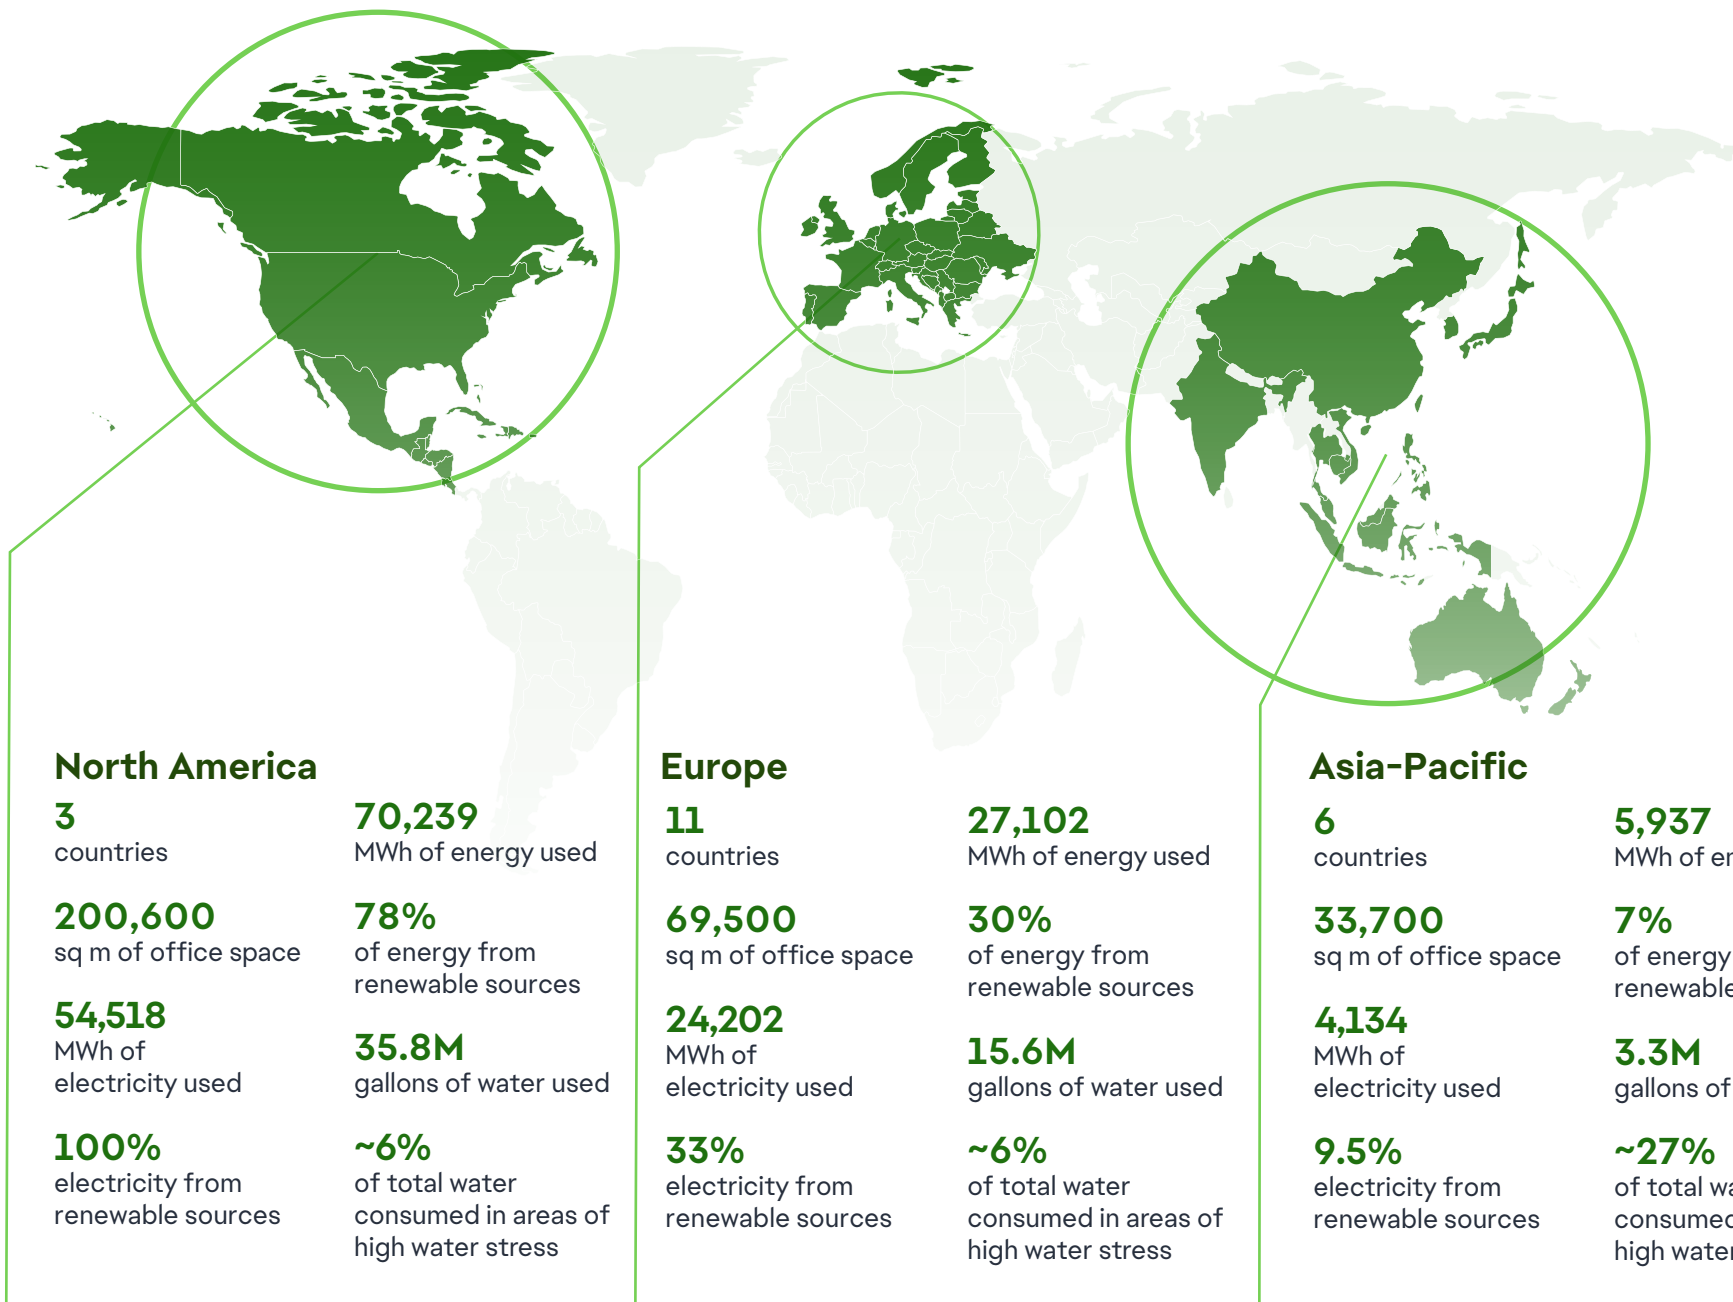 North America
3
countries
200,600
sq m of office space
54,518
MWh of
electricity used
100%
electricity from
renewable sources
70,239
MWh of energy used
78%
of energy from
renewable sources
35.8M
gallons of water used
~6%
of total water
consumed in areas of
high water stress
Europe
11
countries
69,500
sq m of office space
24,202
MWh of
electricity used
33%
electricity from
renewable sources
27,102
MWh of energy used
30%
of energy from
renewable sources
15.6M
gallons of water used
~6%
of total water
consumed in areas of
high water stress
Asia-Pacific
6
countries
33,700
sq m of office space
4,134
MWh of
electricity used
9.5%
electricity from
renewable sources
5,937
MWh of
7%
of energy
renewable
3.3M
gallons of
~27%
of total
high water